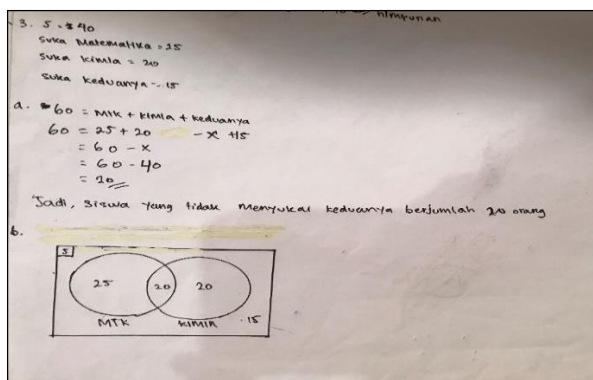 himpunan
3. S = 40
Suka Matematika = 25
Suka kimia = 20
Suka keduanya = 15
a. 60 = MTK + kimia + keduanya
60 = 25 + 20 - x + 15
= 60 - x
= 60 - 40
= 20
Jadi, siswa yang tidak menyukai keduanya berjumlah 20 orang
b.
S
25 20 20
MTK kimia .15